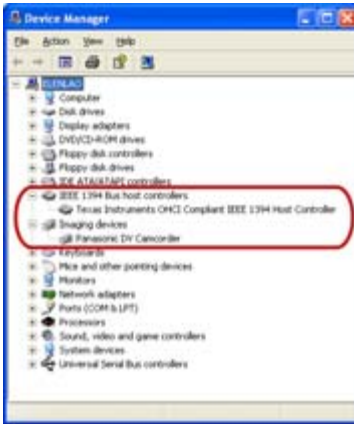 Device Manager
File Action View Help
Computer
Disk drives
Display adapters
DVD/CD-ROM drives
Floppy disk controllers
Floppy disk drives
IDE ATA/ATAPI controllers
IEEE 1394 Bus host controllers
Texas Instruments OHCI Compliant IEEE 1394 Host Controller
Imaging devices
Panasonic DV Camcorder
Keyboards
Mice and other pointing devices
Monitors
Network adapters
Ports (COM & LPT)
Processors
Sound, video and game controllers
System devices
Universal Serial Bus controllers